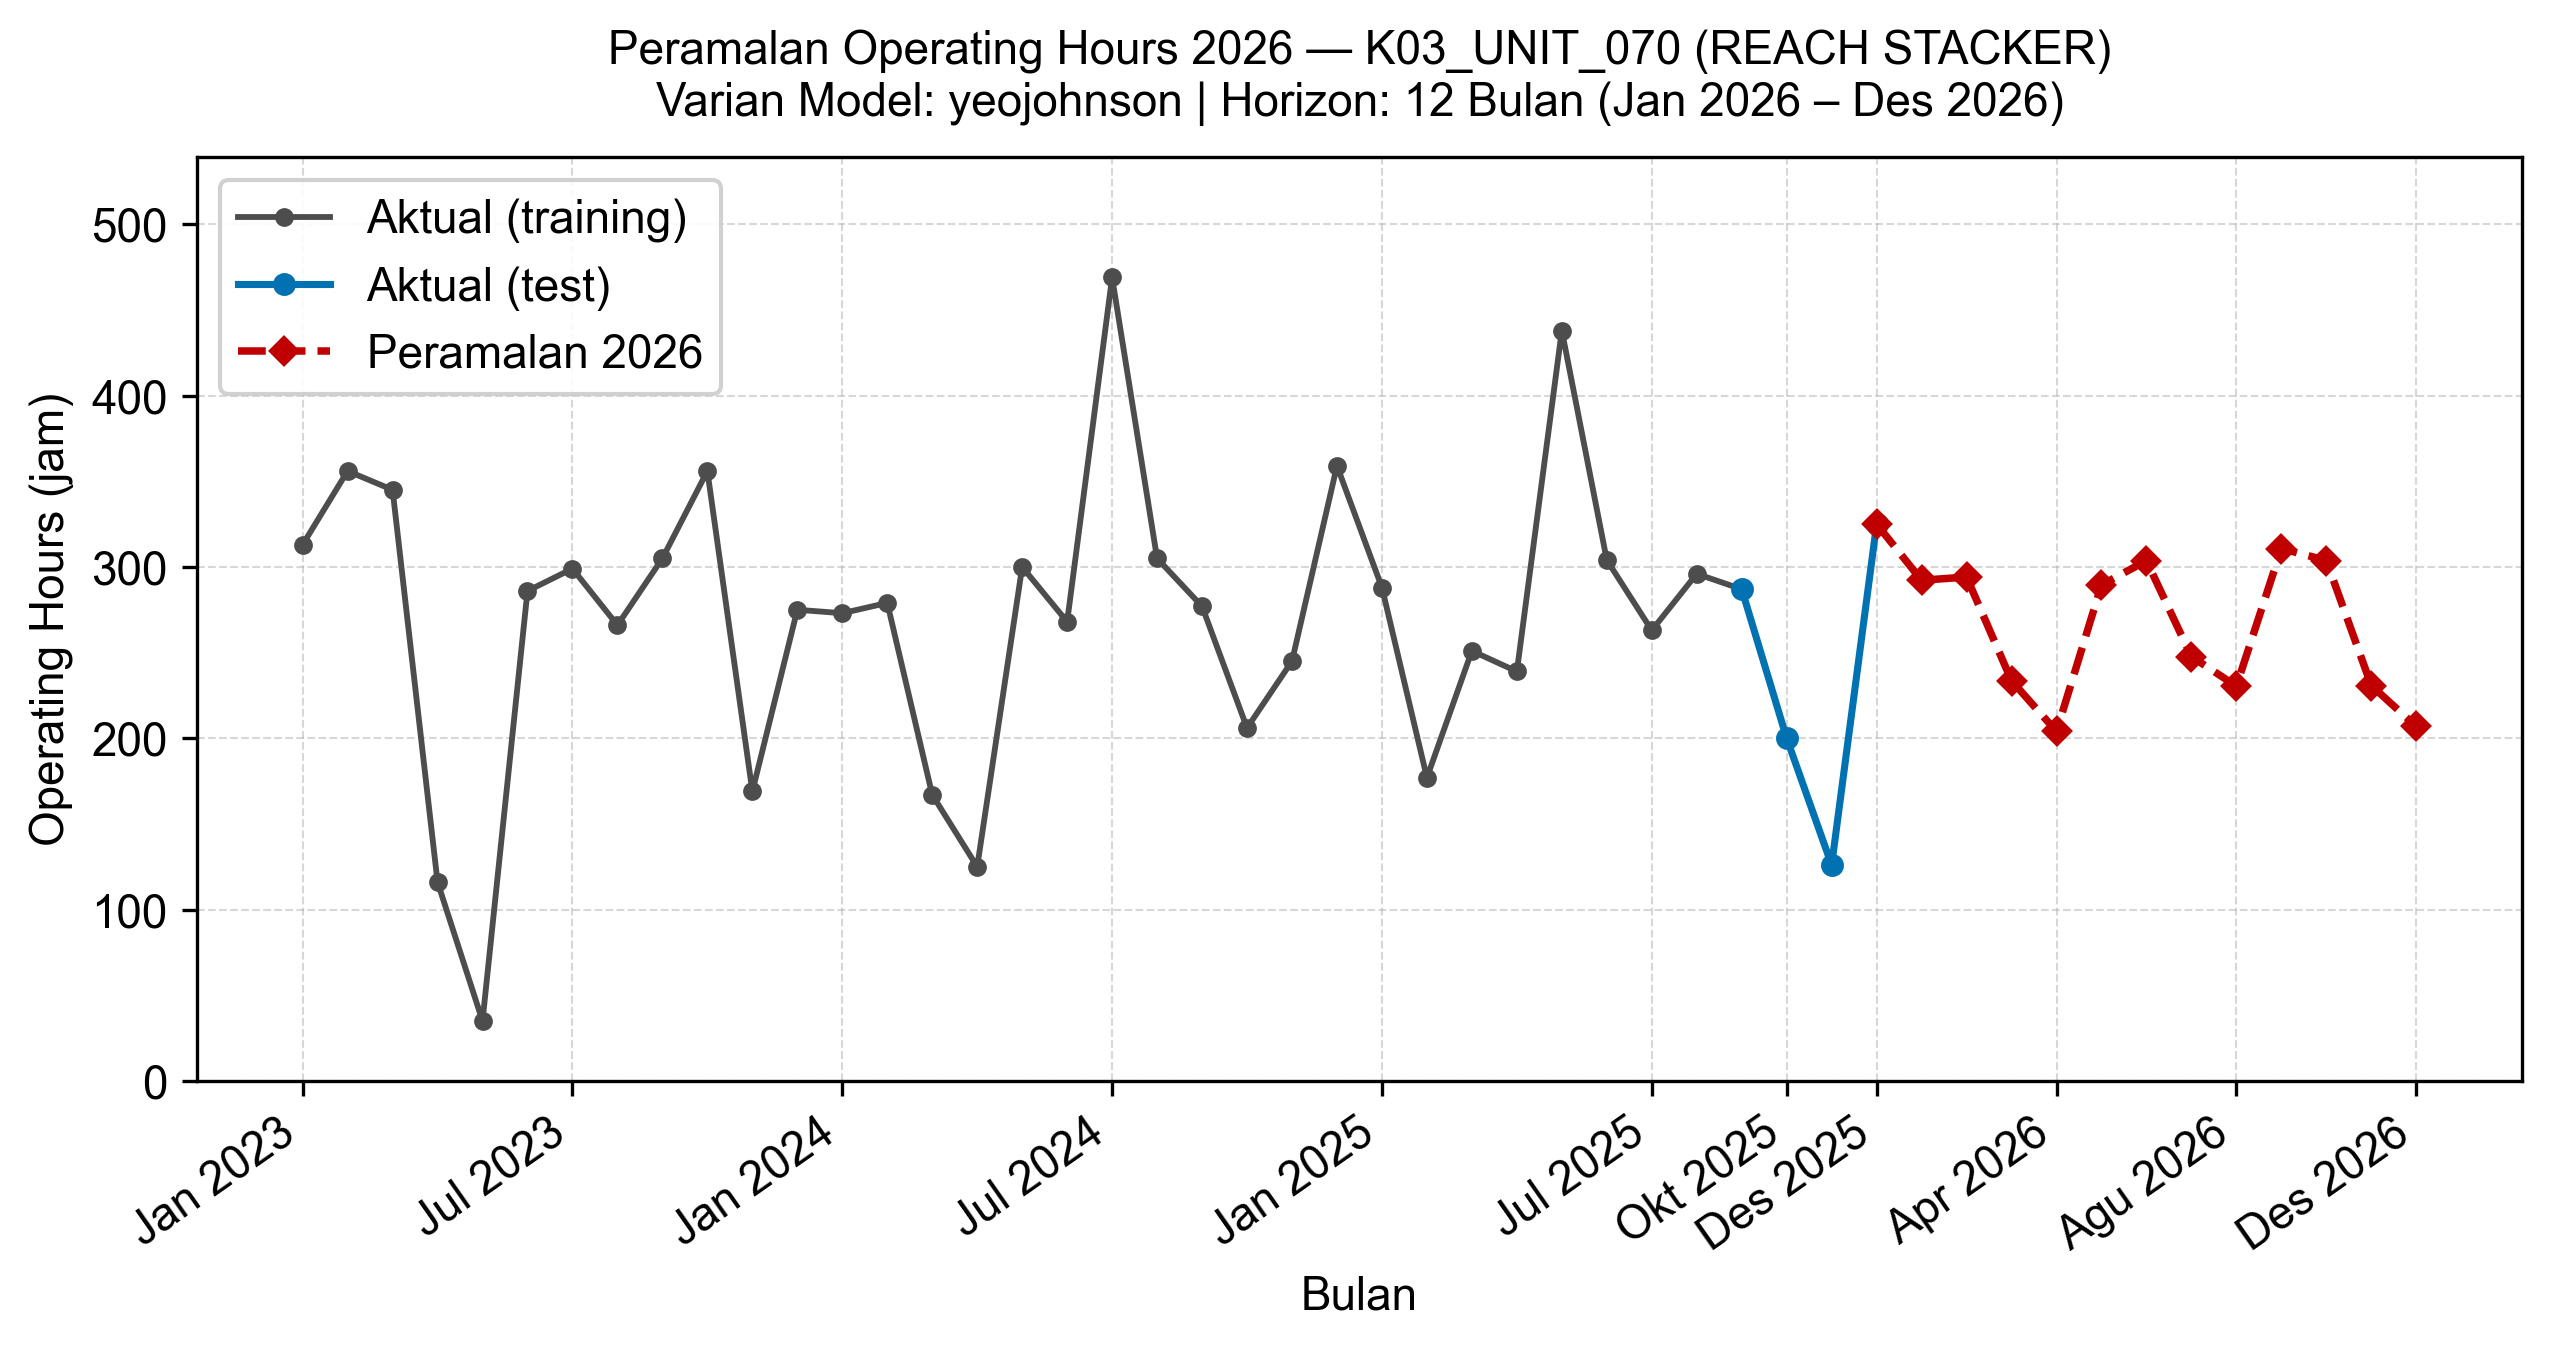 Peramalan Operating Hours 2026 — K03_UNIT_070 (REACH STACKER)
Varian Model: yeojohnson | Horizon: 12 Bulan (Jan 2026 – Des 2026)
Aktual (training)
Aktual (test)
Peramalan 2026
Operating Hours (jam)
500
400
300
200
100
0
Jan 2023
Jul 2023
Jan 2024
Jul 2024
Jan 2025
Jul 2025
Okt 2025
Des 2025
Apr 2026
Agu 2026
Des 2026
Bulan